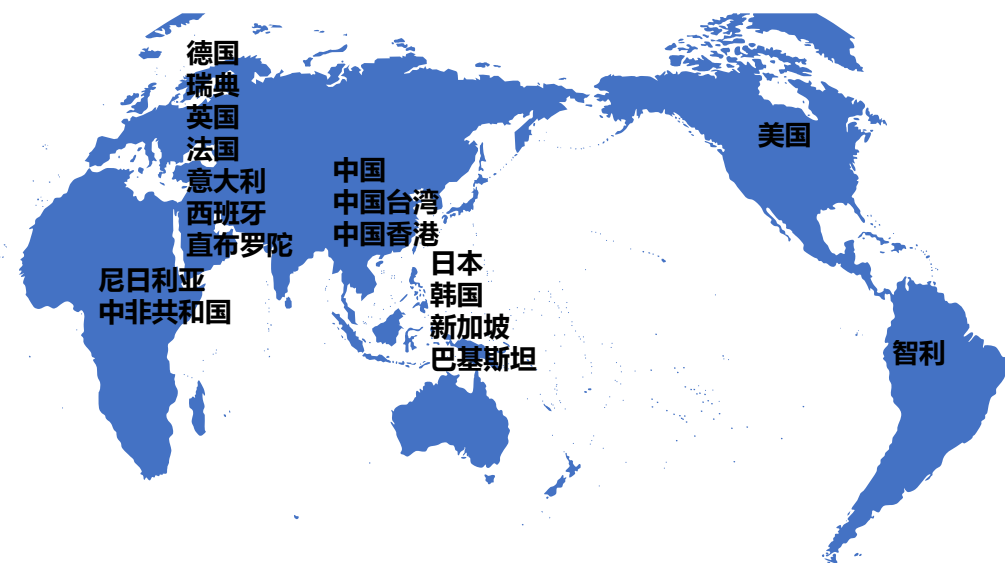 德国
瑞典
英国
法国
意大利
西班牙
直布罗陀
尼日利亚
中非共和国
中国
中国台湾
中国香港
日本
韩国
新加坡
巴基斯坦
美国
智利